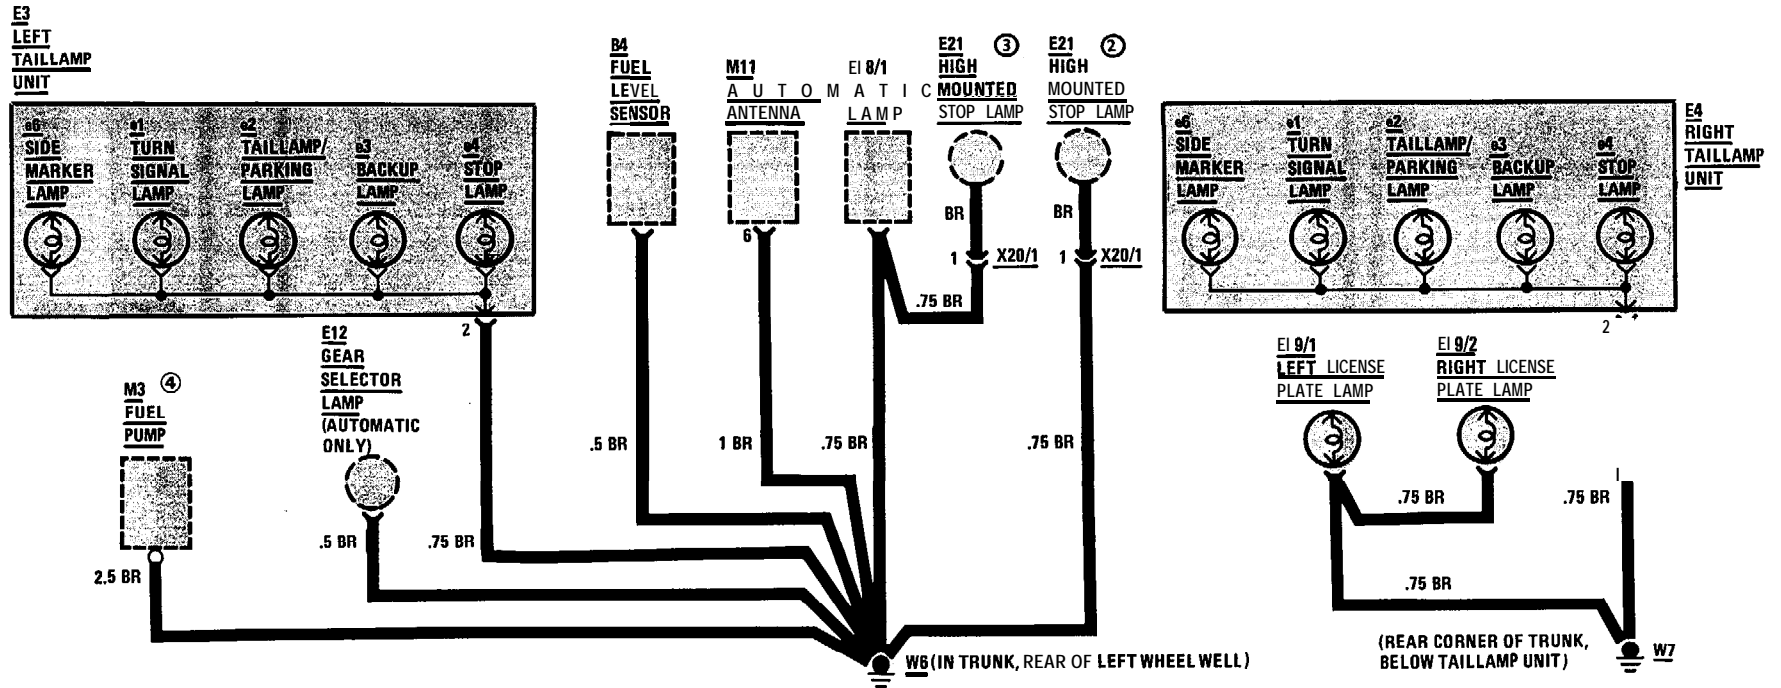 E3
LEFT
TAILLAMP
UNIT
e6
SIDE
MARKER
LAMP
e1
TURN
SIGNAL
LAMP
e2
TAILLAMP/
PARKING
LAMP
e3
BACKUP
LAMP
e4
STOP
LAMP
2
B4
FUEL
LEVEL
SENSOR
M11
AUTOMATIC
ANTENNA
6
EI 8/1
LAMP
E21 3
HIGH
MOUNTED
STOP LAMP
BR
1 X20/1
.75 BR
E21 2
HIGH
MOUNTED
STOP LAMP
BR
1 X20/1
E4
RIGHT
TAILLAMP
UNIT
e6
SIDE
MARKER
LAMP
e1
TURN
SIGNAL
LAMP
e2
TAILLAMP/
PARKING
LAMP
e3
BACKUP
LAMP
e4
STOP
LAMP
2
M3 4
FUEL
PUMP
2.5 BR
E12
GEAR
SELECTOR
LAMP
(AUTOMATIC
ONLY)
.5 BR
.75 BR
.5 BR
1 BR
.75 BR
.75 BR
EI 9/1
LEFT LICENSE
PLATE LAMP
EI 9/2
RIGHT LICENSE
PLATE LAMP
.75 BR
.75 BR
.75 BR
W6 (IN TRUNK, REAR OF LEFT WHEEL WELL)
(REAR CORNER OF TRUNK,
BELOW TAILLAMP UNIT)
W7